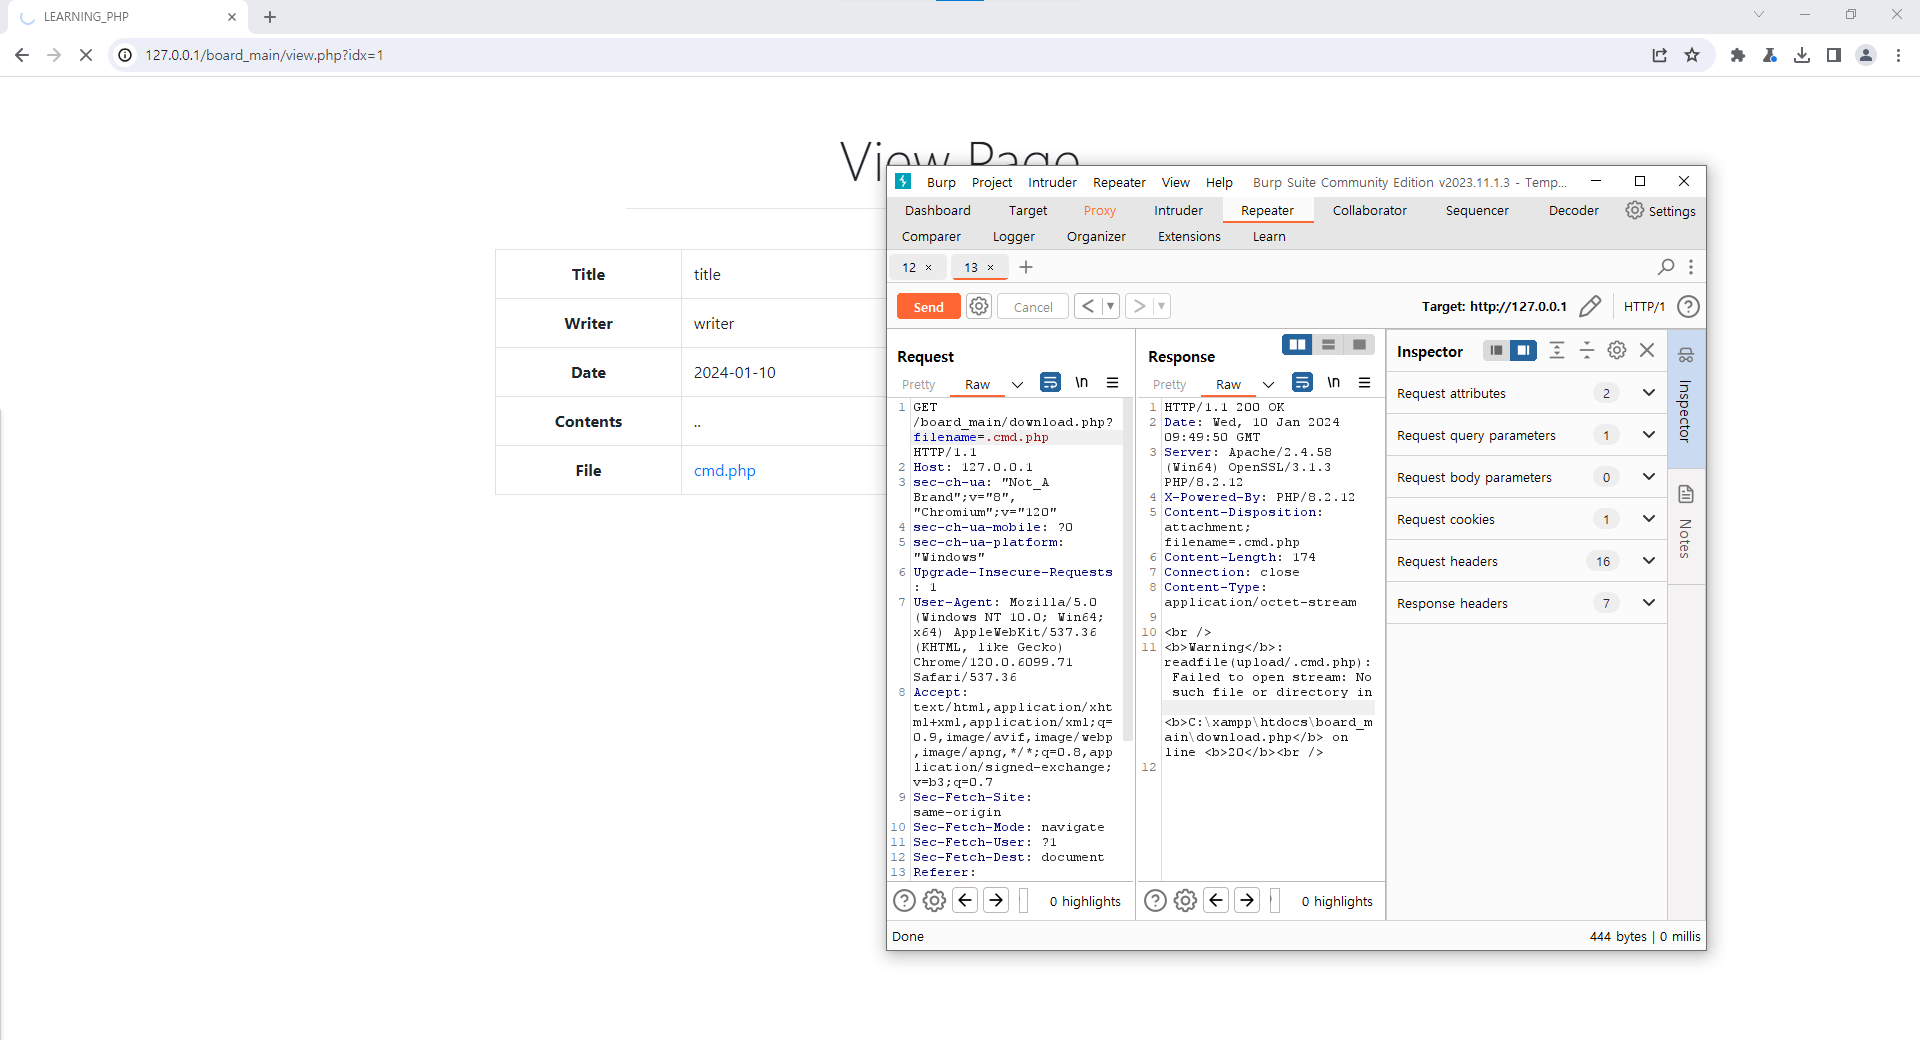 LEARNING_PHP
127.0.0.1/board_main/view.php?idx=1
View Page
Title title
Writer writer
Date 2024-01-10
Contents ..
File cmd.php
Burp Project Intruder Repeater View Help Burp Suite Community Edition v2023.11.1.3 - Temp...
Dashboard Target Proxy Intruder Repeater Collaborator Sequencer Decoder Settings
Comparer Logger Organizer Extensions Learn
12 × 13 × +
Send Cancel < > Target: http://127.0.0.1 HTTP/1 ?
Request
Pretty Raw \n
1 GET
/board_main/download.php?
filename=.cmd.php
HTTP/1.1
2 Host: 127.0.0.1
3 sec-ch-ua: "Not_A
Brand";v="8",
"Chromium";v="120"
4 sec-ch-ua-mobile: ?0
5 sec-ch-ua-platform:
"Windows"
6 Upgrade-Insecure-Requests
: 1
7 User-Agent: Mozilla/5.0
(Windows NT 10.0; Win64;
x64) AppleWebKit/537.36
(KHTML, like Gecko)
Chrome/120.0.6099.71
Safari/537.36
8 Accept:
text/html,application/xht
ml+xml,application/xml;q=
0.9,image/avif,image/webp
,image/apng,*/*;q=0.8,app
lication/signed-exchange;
v=b3;q=0.7
9 Sec-Fetch-Site:
same-origin
10 Sec-Fetch-Mode: navigate
11 Sec-Fetch-User: ?1
12 Sec-Fetch-Dest: document
13 Referer:
? 0 highlights
Response
Pretty Raw \n
1 HTTP/1.1 200 OK
2 Date: Wed, 10 Jan 2024
09:49:50 GMT
3 Server: Apache/2.4.58
(Win64) OpenSSL/3.1.3
PHP/8.2.12
4 X-Powered-By: PHP/8.2.12
5 Content-Disposition:
attachment;
filename=.cmd.php
6 Content-Length: 174
7 Connection: close
8 Content-Type:
application/octet-stream
9
10 <br />
11 <b>Warning</b>:
readfile(upload/.cmd.php):
Failed to open stream: No
such file or directory in
<b>C:\xampp\htdocs\board_m
ain\download.php</b> on
line <b>20</b><br />
12
? 0 highlights
Inspector
Request attributes 2
Request query parameters 1
Request body parameters 0
Request cookies 1
Request headers 16
Response headers 7
Inspector
Notes
Done 444 bytes | 0 millis